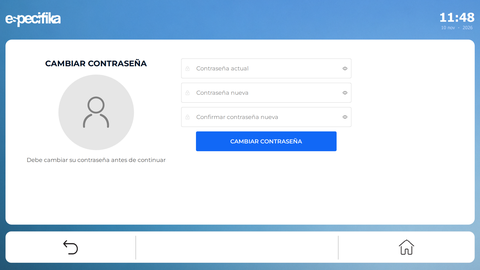 e-pecifika
11:48
CAMBIAR CONTRASEÑA
Debe cambiar su contraseña antes de continuar
Contraseña actual
Contraseña nueva
Confirmar contraseña nueva
CAMBIAR CONTRASEÑA